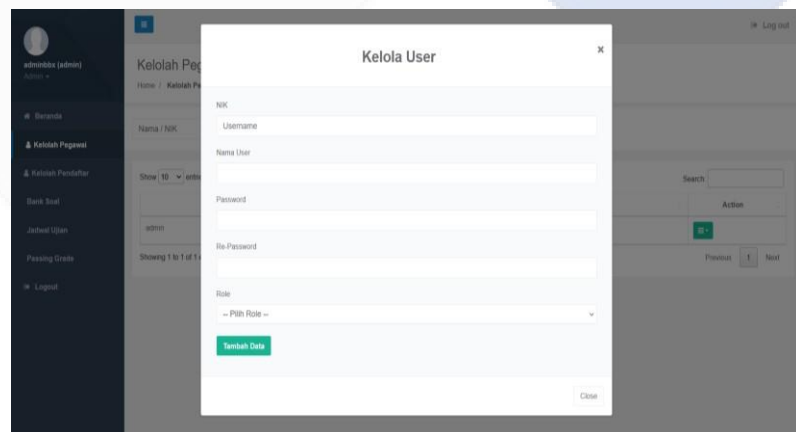 Log out
adminbbs (admin)
Admin
Beranda
Kelolah Pegawai
Kelolah Pendaftar
Bank Soal
Jadwal Ujian
Passing Grade
Logout
Kelolah Peg
Home / Kelolah Pe
Nama / NIK
Show 10
Search
Action
admin
Showing 1 to 1 of 1
Previous 1 Next
Kelola User
x
NIK
Username
Nama User
Password
Re-Password
Role
-- Pilih Role --
Tambah Data
Close